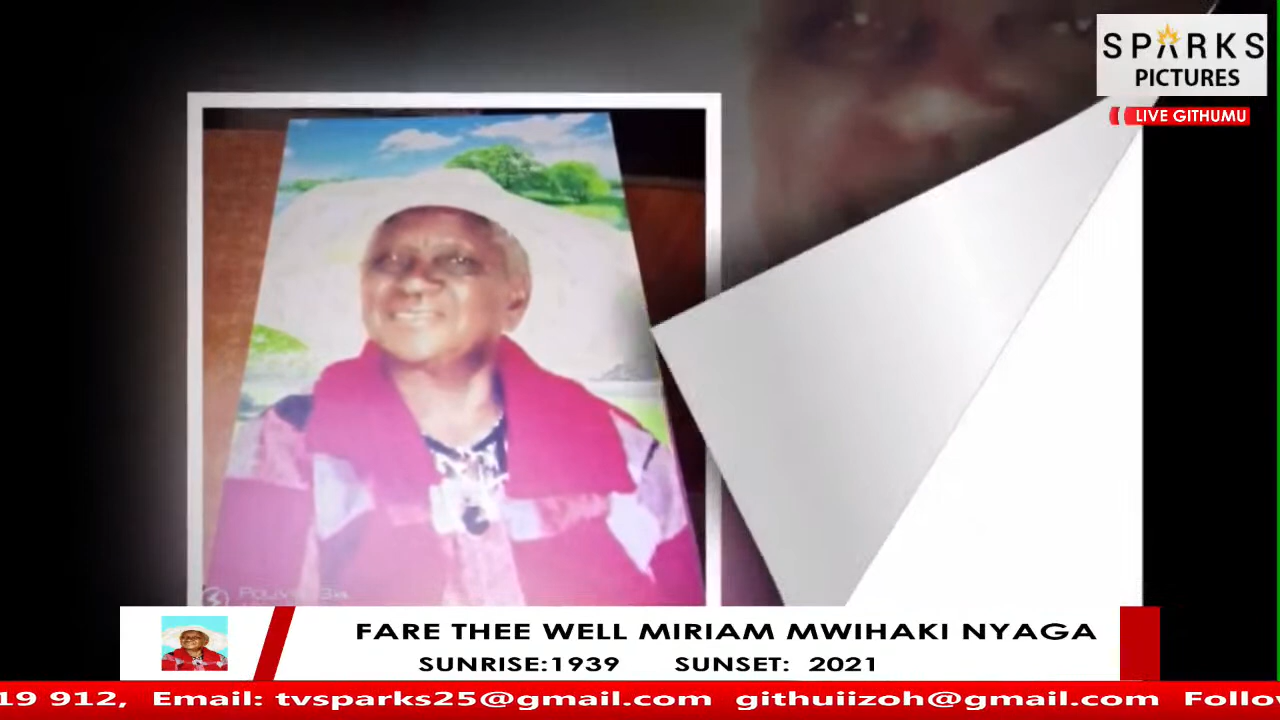 SPARKS
PICTURES
LIVE GITHUMU
FARE THEE WELL MIRIAM MWIHAKI NYAGA
SUNRISE:1939 SUNSET: 2021
19 912, Email: tvsparks25@gmail.com githuiizoh@gmail.com Follo